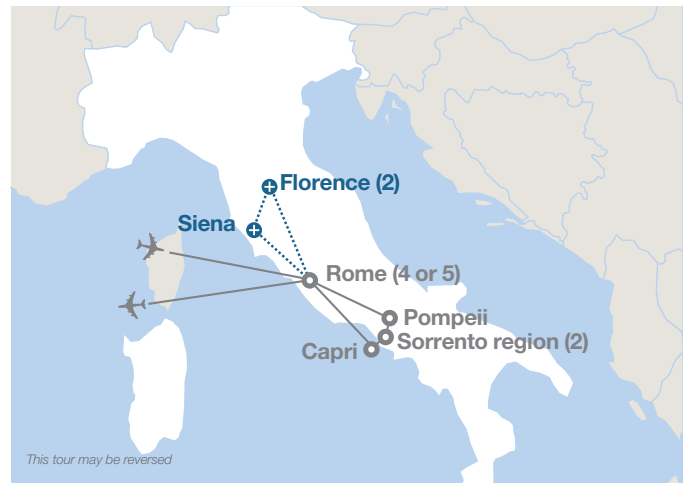 Florence (2)
Siena
Rome (4 or 5)
Pompeii
Sorrento region (2)
Capri
This tour may be reversed